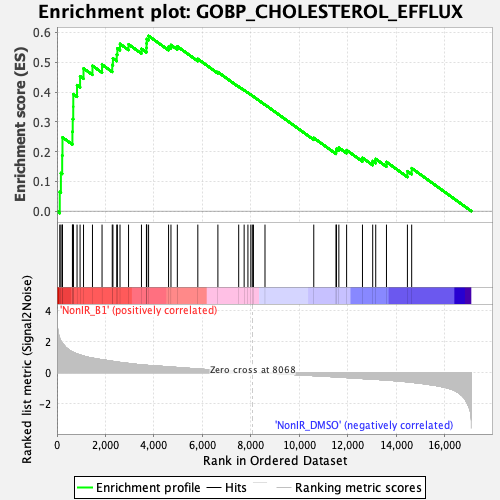 Enrichment plot: GOBP_CHOLESTEROL_EFFLUX
Enrichment score (ES)
0.6
0.5
0.4
0.3
0.2
0.1
0.0
'NonIR_B1' (positively correlated)
Ranked list metric (Signal2Noise)
4
2
0
-2
Zero cross at 8068
'NonIR_DMSO' (negatively correlated)
0 2,000 4,000 6,000 8,000 10,000 12,000 14,000 16,000
Rank in Ordered Dataset
Enrichment profile Hits Ranking metric scores